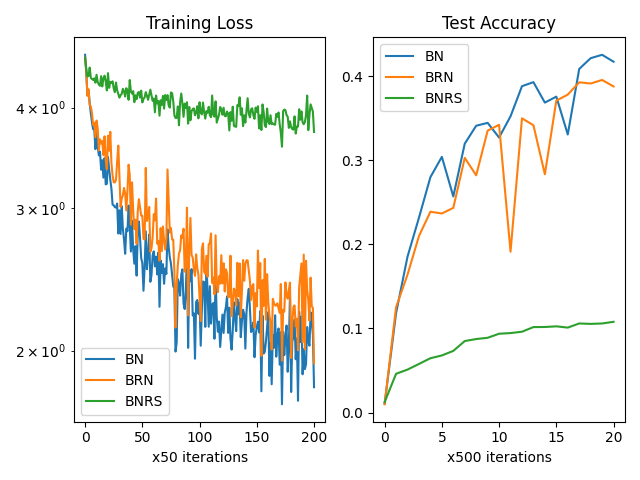 Training Loss
4 × 10⁰
3 × 10⁰
2 × 10⁰
BN
BRN
BNRS
0
50
100
150
200
x50 iterations
Test Accuracy
BN
BRN
BNRS
0.4
0.3
0.2
0.1
0.0
0
5
10
15
20
x500 iterations